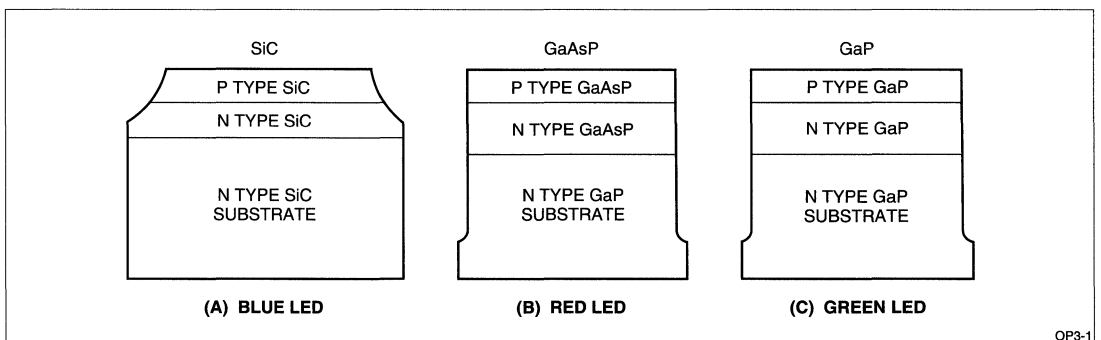 SiC
P TYPE SiC
N TYPE SiC
N TYPE SiC
SUBSTRATE
(A) BLUE LED
GaAsP
P TYPE GaAsP
N TYPE GaAsP
N TYPE GaP
SUBSTRATE
(B) RED LED
GaP
P TYPE GaP
N TYPE GaP
N TYPE GaP
SUBSTRATE
(C) GREEN LED
OP3-1